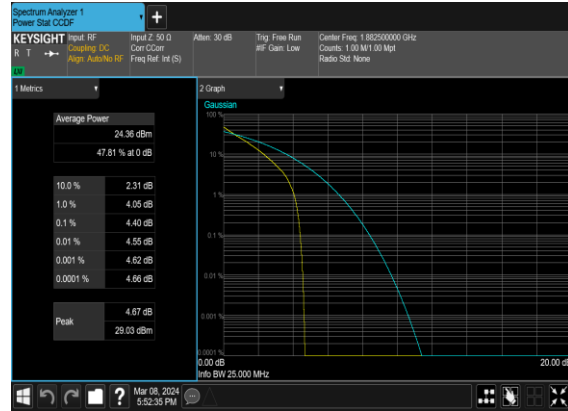 Spectrum Analyzer 1
Power Stat CCDF
KEYSIGHT
R T
LXI
Input: RF
Coupling: DC
Align: Auto/No RF
Input Z: 50 Ω
Corr CCorr
Freq Ref: Int (S)
Atten: 30 dB
Trig: Free Run
#IF Gain: Low
Center Freq: 1.882500000 GHz
Counts: 1.00 M/1.00 Mpt
Radio Std: None
1 Metrics
Average Power
24.36 dBm
47.81 % at 0 dB
10.0 % 2.31 dB
1.0 % 4.05 dB
0.1 % 4.40 dB
0.01 % 4.55 dB
0.001 % 4.62 dB
0.0001 % 4.66 dB
Peak
4.67 dB
29.03 dBm
2 Graph
Gaussian
100 %
10 %
1 %
0.1 %
0.01 %
0.001 %
0.0001 %
0.00 dB
20.00 dB
Info BW 25.000 MHz
?
Mar 08, 2024
5:52:35 PM